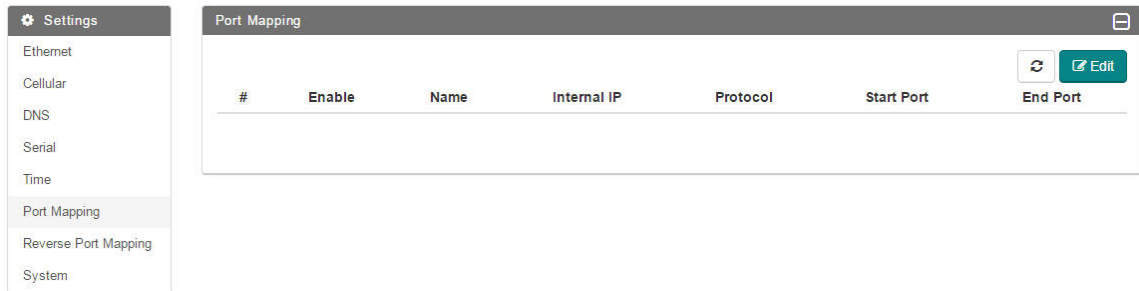 Settings
Ethernet
Cellular
DNS
Serial
Time
Port Mapping
Reverse Port Mapping
System
Port Mapping
Edit
# Enable Name Internal IP Protocol Start Port End Port